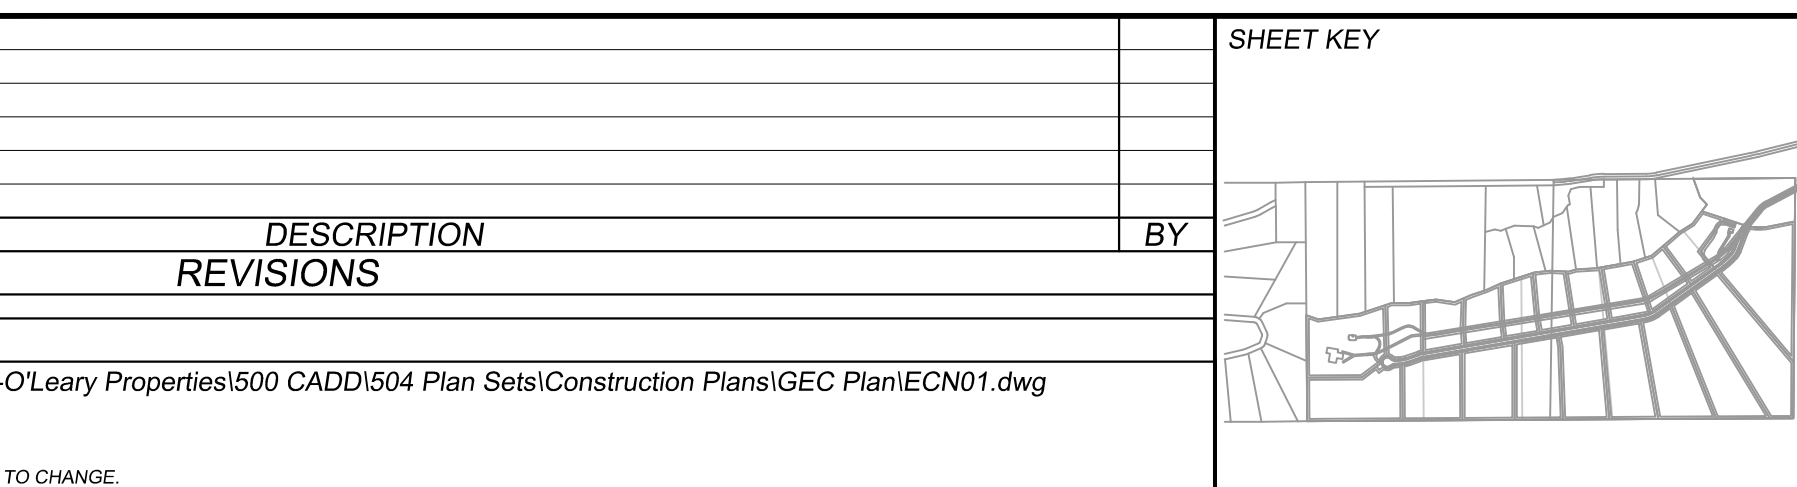 SHEET KEY
DESCRIPTION BY
REVISIONS
-O'Leary Properties\500 CADD\504 Plan Sets\Construction Plans\GEC Plan\ECN01.dwg
TO CHANGE.